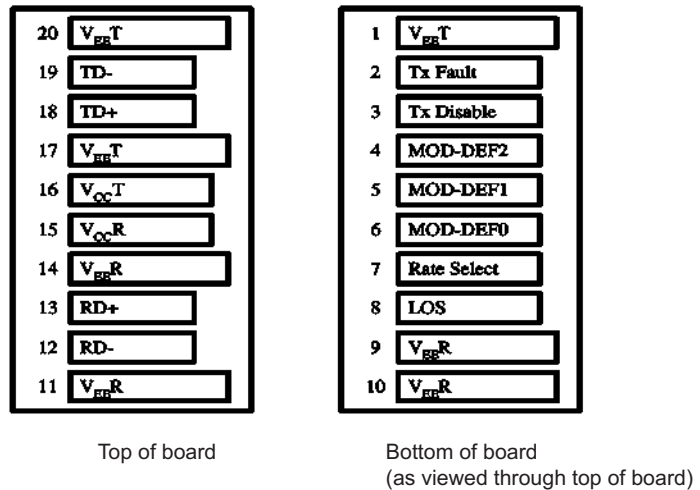 20 VEET
19 TD-
18 TD+
17 VEET
16 VCCT
15 VCCR
14 VEER
13 RD+
12 RD-
11 VEER
Top of board
1 VEET
2 Tx Fault
3 Tx Disable
4 MOD-DEF2
5 MOD-DEF1
6 MOD-DEF0
7 Rate Select
8 LOS
9 VEER
10 VEER
Bottom of board
(as viewed through top of board)